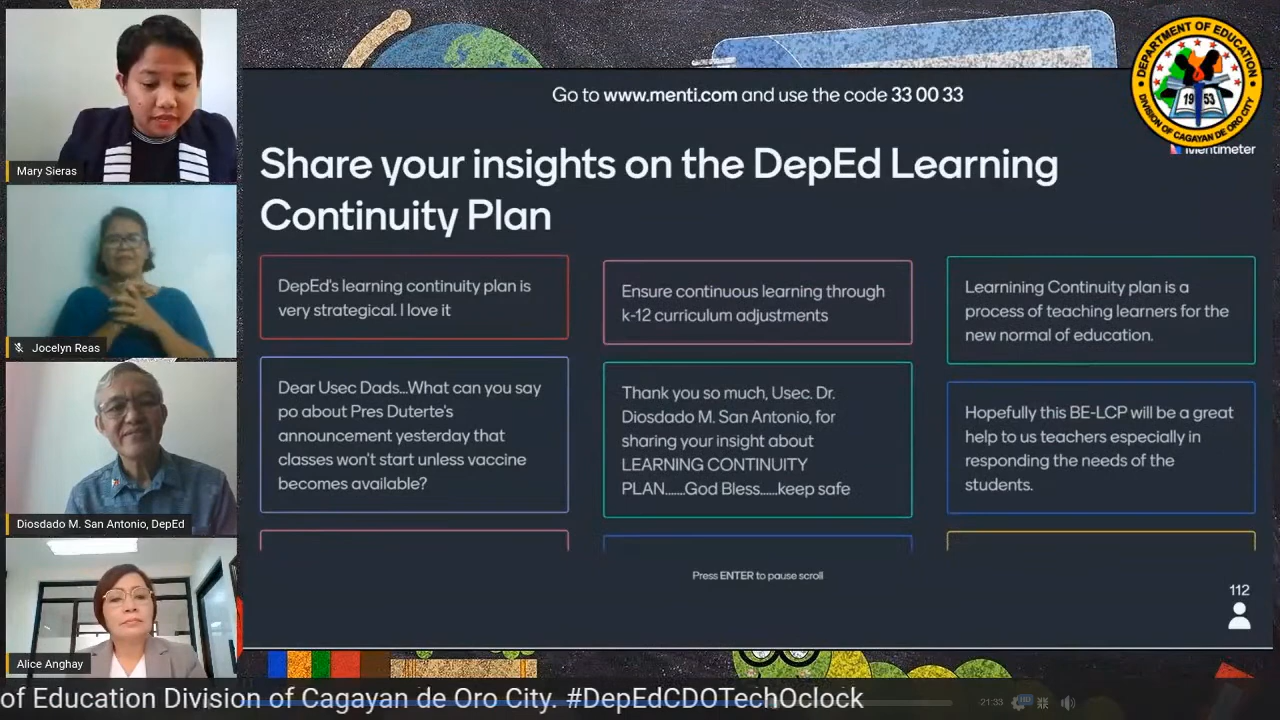 Mary Sieras
Jocelyn Reas
Diosdado M. San Antonio, DepEd
Alice Anghay
Go to www.menti.com and use the code 33 00 33
DEPARTMENT OF EDUCATION
1953
DIVISION OF CAGAYAN DE ORO CITY
Mentimeter
Share your insights on the DepEd Learning
Continuity Plan
DepEd's learning continuity plan is
very strategical. I love it
Ensure continuous learning through
k-12 curriculum adjustments
Learnining Continuity plan is a
process of teaching learners for the
new normal of education.
Dear Usec Dads...What can you say
po about Pres Duterte's
announcement yesterday that
classes won't start unless vaccine
becomes available?
Thank you so much, Usec. Dr.
Diosdado M. San Antonio, for
sharing your insight about
LEARNING CONTINUITY
PLAN.......God Bless......keep safe
Hopefully this BE-LCP will be a great
help to us teachers especially in
responding the needs of the
students.
Press ENTER to pause scroll
112
of Education Division of Cagayan de Oro City. #DepEdCDOTechOclock
21:33
HD